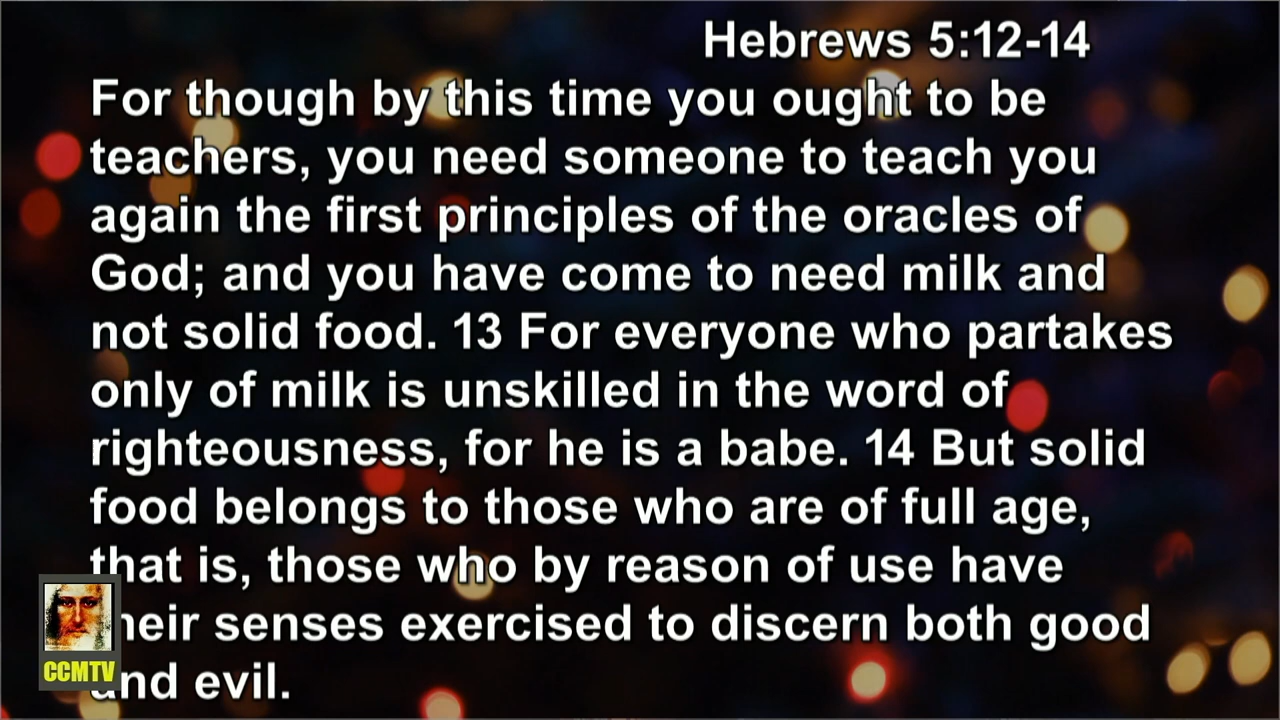 Hebrews 5:12-14
For though by this time you ought to be
teachers, you need someone to teach you
again the first principles of the oracles of
God; and you have come to need milk and
not solid food. 13 For everyone who partakes
only of milk is unskilled in the word of
righteousness, for he is a babe. 14 But solid
food belongs to those who are of full age,
that is, those who by reason of use have
their senses exercised to discern both good
and evil.
CCMTV